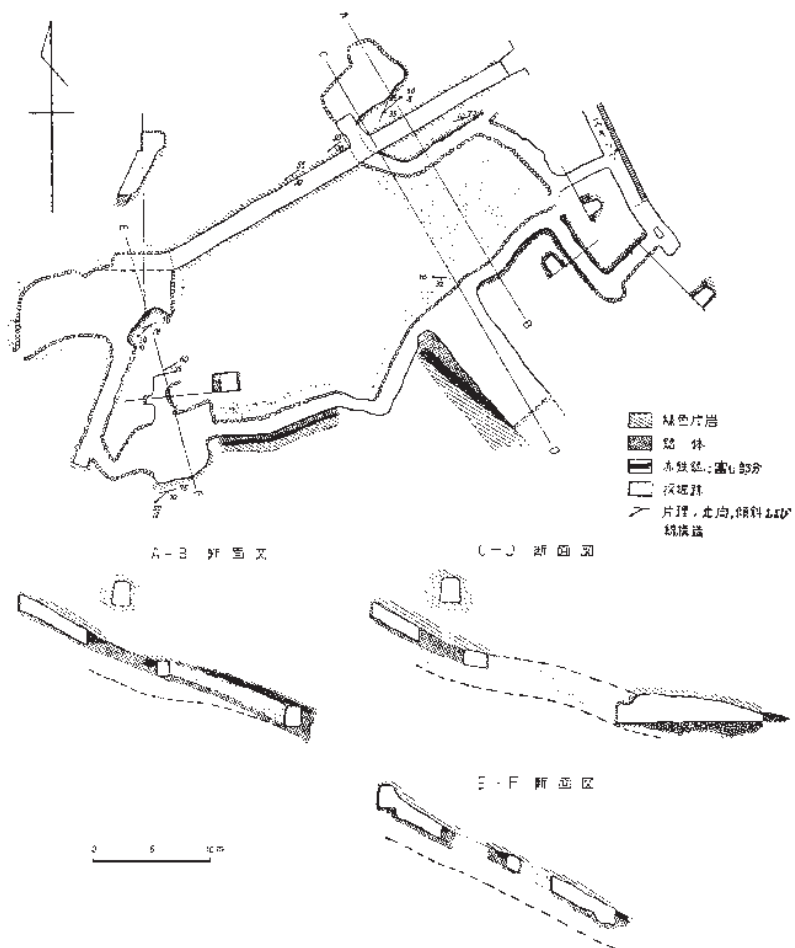 A
C
E
B
D
F
緑色片岩
鉱 体
赤鉄鉱に富む部分
採掘跡
片理,走向,傾斜および
線構造
A-B 断面図
C-D 断面図
E-F 断面図
0 5 10m